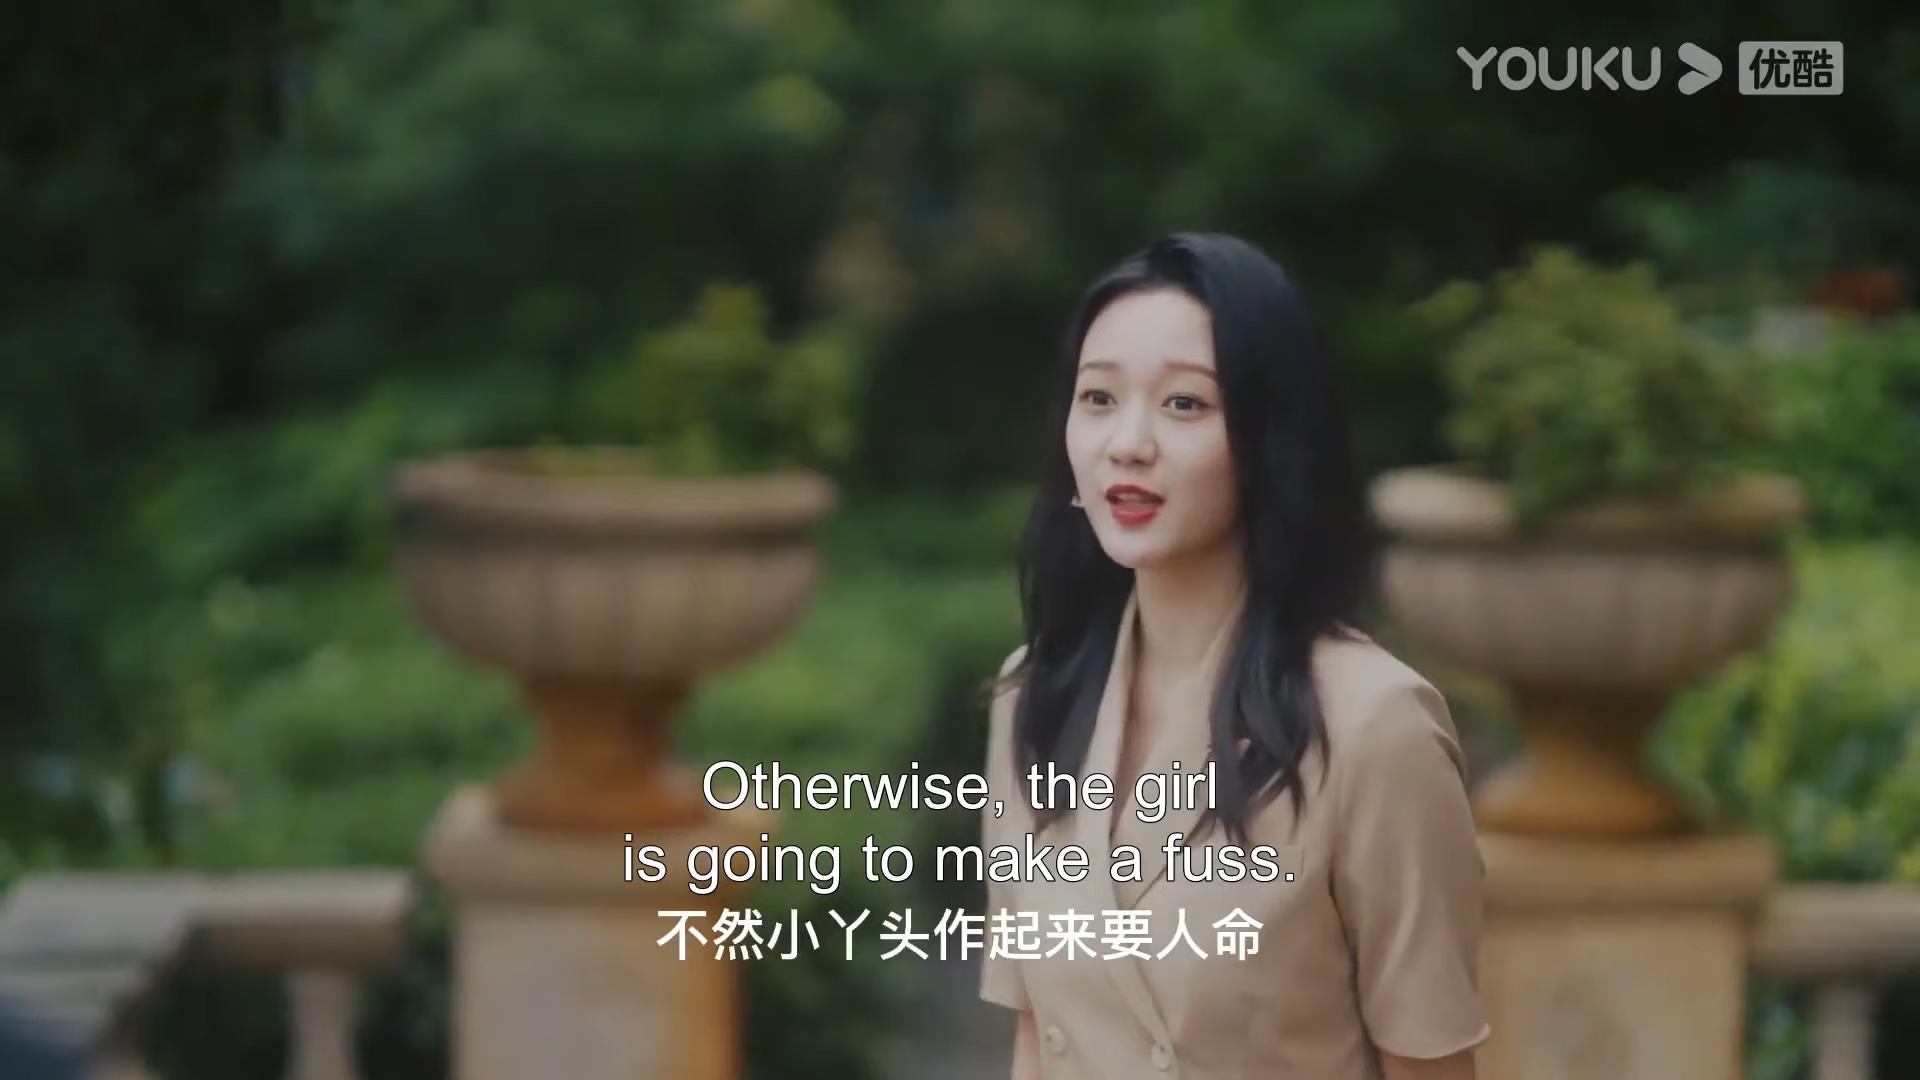 YOUKU 优酷
Otherwise, the girl
is going to make a fuss.
不然小丫头作起来要人命